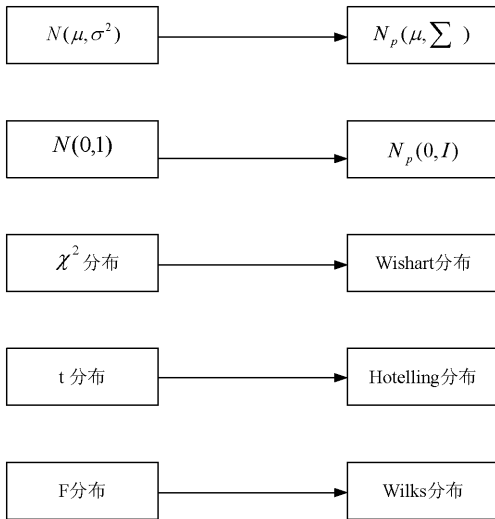 N(μ,σ²) N_p(μ,∑ )
N(0,1) N_p(0,I)
χ² 分布 Wishart分布
t 分布 Hotelling分布
F分布 Wilks分布